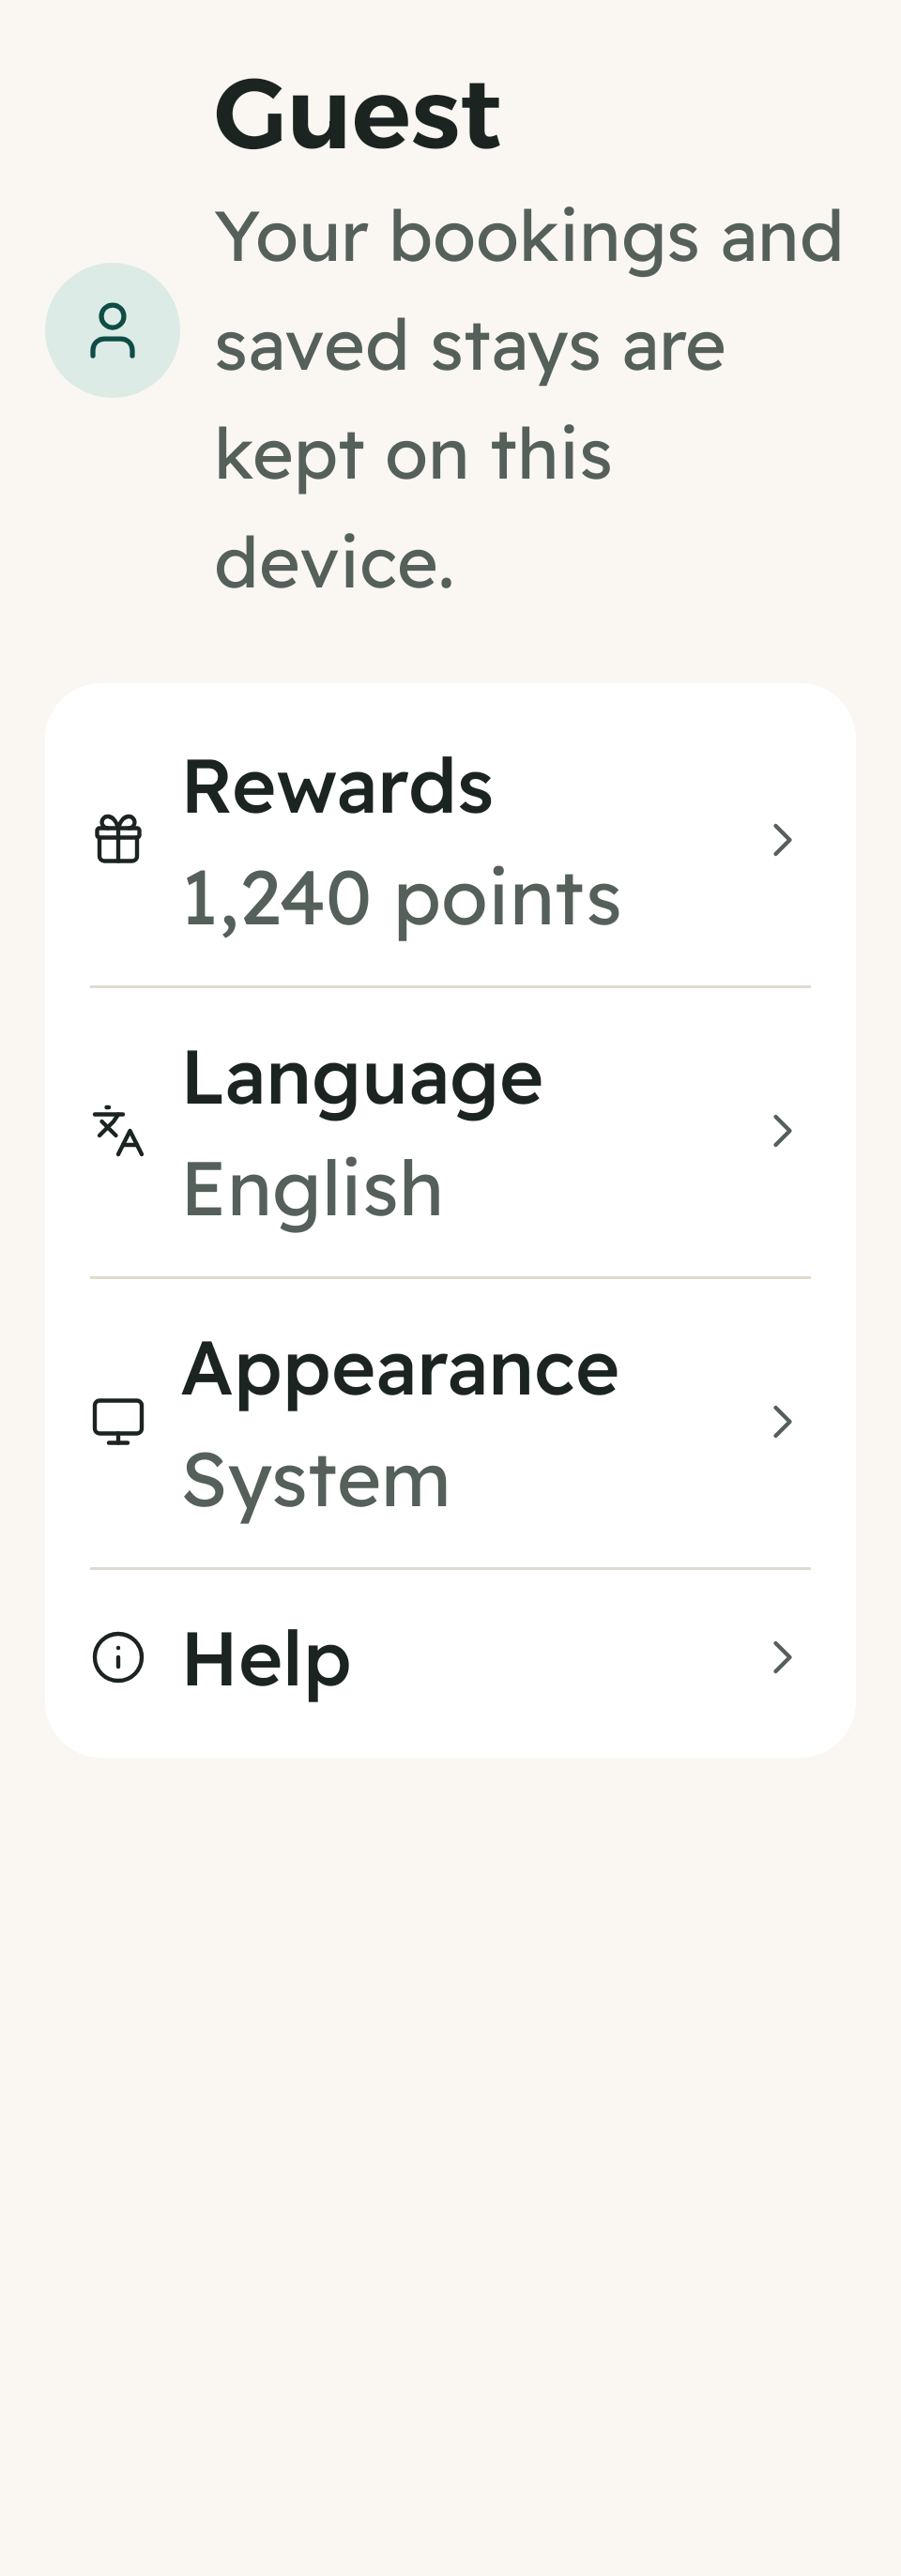 Guest
Your bookings and
saved stays are
kept on this
device.
Rewards
1,240 points
Language
English
Appearance
System
Help